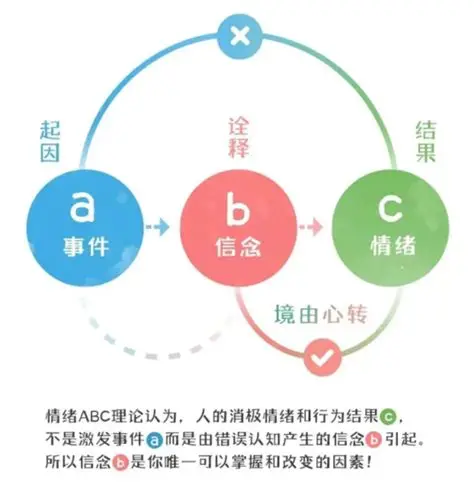 起因
诠释
结果
a
事件
b
信念
c
情绪
境由心转
情绪ABC理论认为，人的消极情绪和行为结果c，
不是激发事件a而是由错误认知产生的信念b引起。
所以信念b是你唯一可以掌握和改变的因素！